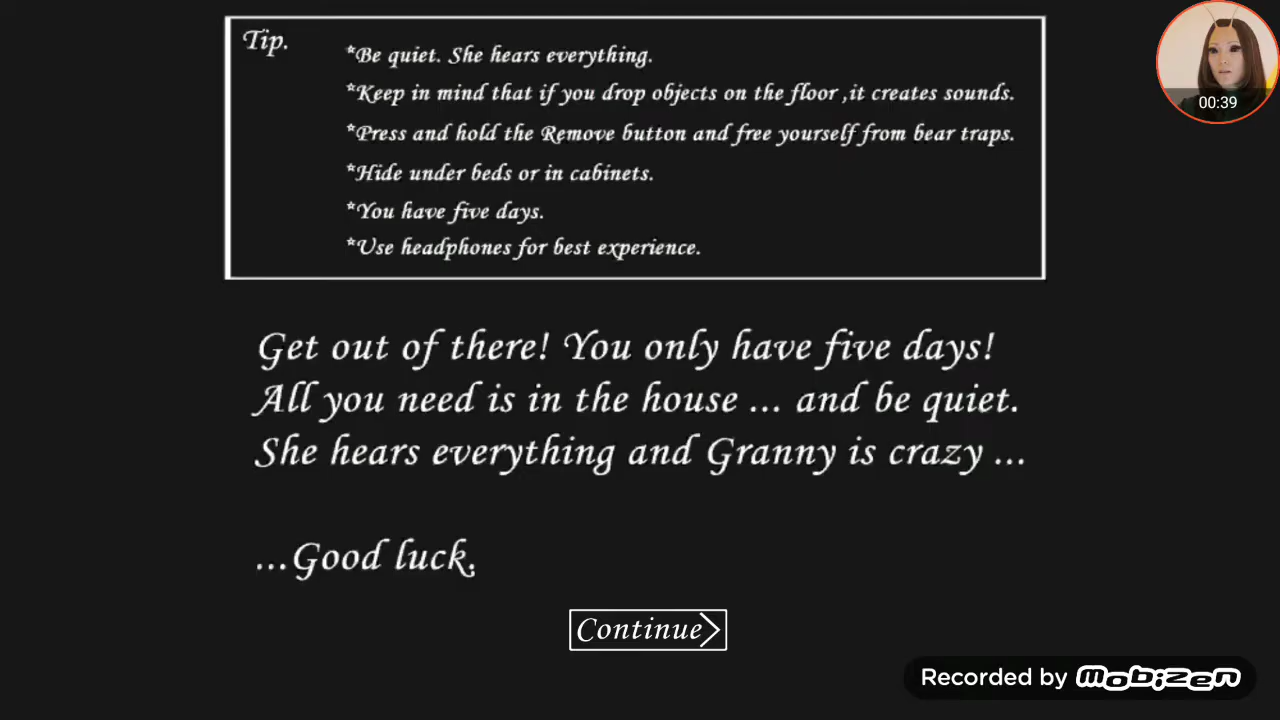 Tip.
*Be quiet. She hears everything.
*Keep in mind that if you drop objects on the floor ,it creates sounds.
*Press and hold the Remove button and free yourself from bear traps.
*Hide under beds or in cabinets.
*You have five days.
*Use headphones for best experience.
00:39
Get out of there! You only have five days!
All you need is in the house ... and be quiet.
She hears everything and Granny is crazy ...
...Good luck.
Continue
Recorded by mobizen